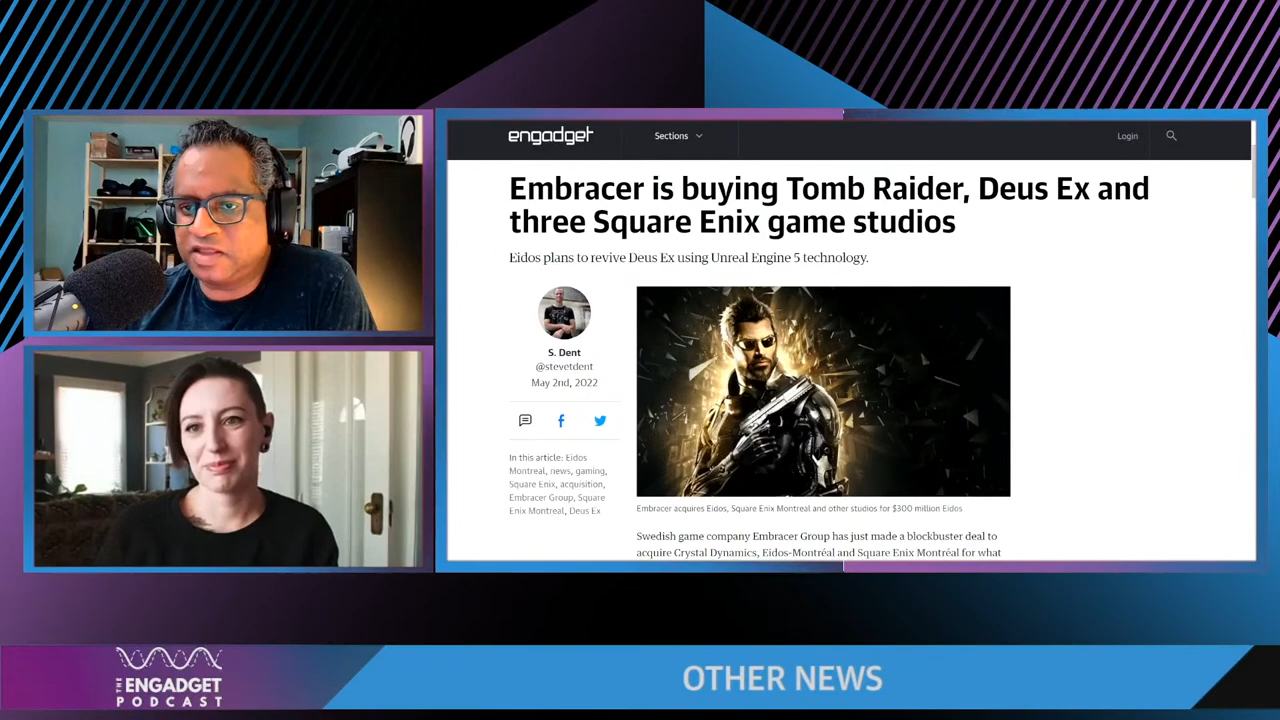 engadget
Sections
Login
Embracer is buying Tomb Raider, Deus Ex and
three Square Enix game studios
Eidos plans to revive Deus Ex using Unreal Engine 5 technology.
S. Dent
@stevetdent
May 2nd, 2022
In this article: Eidos
Montreal, news, gaming,
Square Enix, acquisition,
Embracer Group, Square
Enix Montreal, Deus Ex
Embracer acquires Eidos, Square Enix Montreal and other studios for $300 million Eidos
Swedish game company Embracer Group has just made a blockbuster deal to
acquire Crystal Dynamics, Eidos-Montréal and Square Enix Montréal for what
THE
ENGADGET
PODCAST
OTHER NEWS